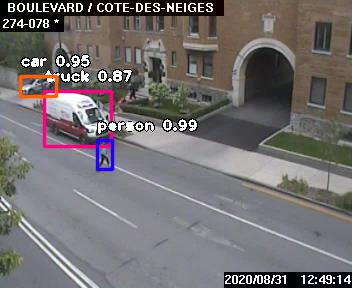 BOULEVARD / COTE-DES-NEIGES
274-078 *
car 0.95
truck 0.87
person 0.99
2020/08/31 12:49:14